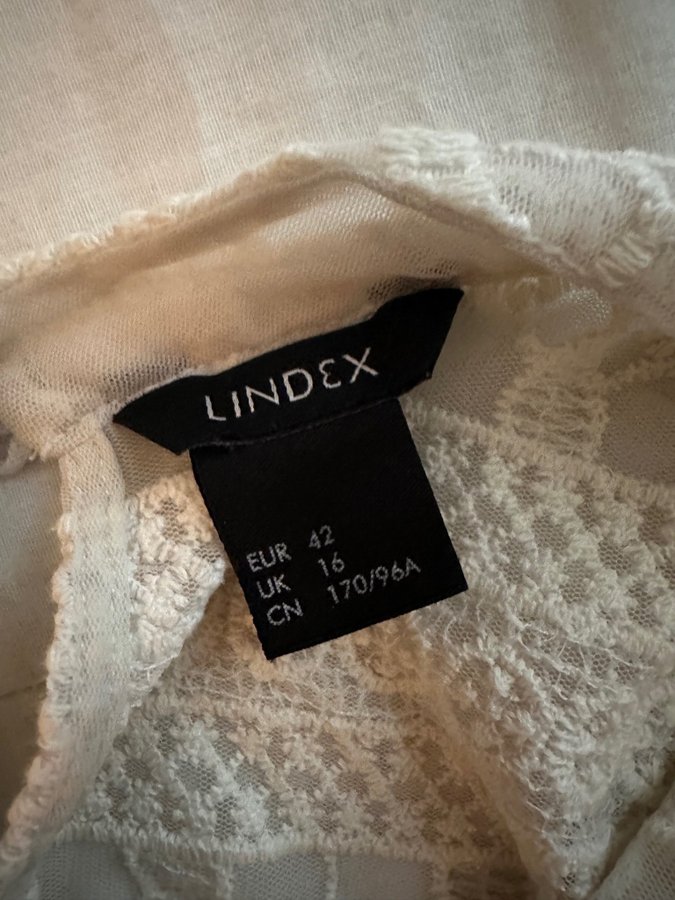 LINDEX
EUR 42
UK 16
CN 170/96A